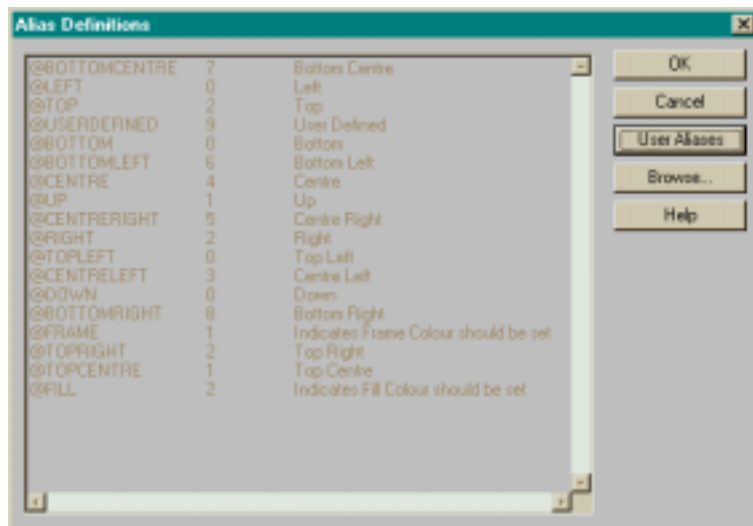 Alias Definitions
@BOTTOMCENTRE 7 Bottom Centre
@LEFT 0 Left
@TOP 2 Top
@USERDEFINED 9 User Defined
@BOTTOM 0 Bottom
@BOTTOMLEFT 6 Bottom Left
@CENTRE 4 Centre
@UP 1 Up
@CENTRERIGHT 5 Centre Right
@RIGHT 2 Right
@TOPLEFT 0 Top Left
@CENTRELEFT 3 Centre Left
@DOWN 0 Down
@BOTTOMRIGHT 8 Bottom Right
@FRAME 1 Indicates Frame Colour should be set
@TOPRIGHT 2 Top Right
@TOPCENTRE 1 Top Centre
@FILL 2 Indicates Fill Colour should be set
OK
Cancel
User Aliases
Browse...
Help